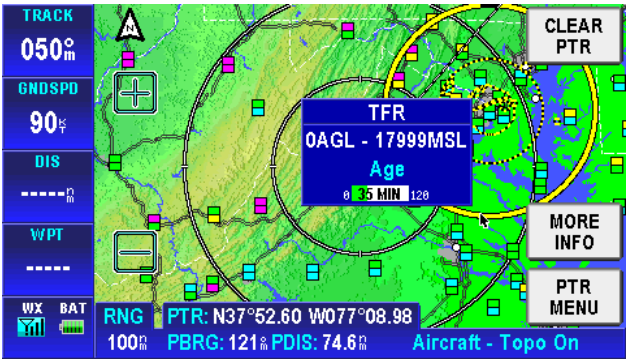 TRACK
050°m
GNDSPD
90kT
DIS
-----nm
WPT
-----
WX BAT
CLEAR
PTR
TFR
0AGL - 17999MSL
Age
0 35 MIN 120
MORE
INFO
PTR
MENU
RNG PTR: N37°52.60 W077°08.98
100nm PBRG: 121°m PDIS: 74.6nm Aircraft - Topo On
N